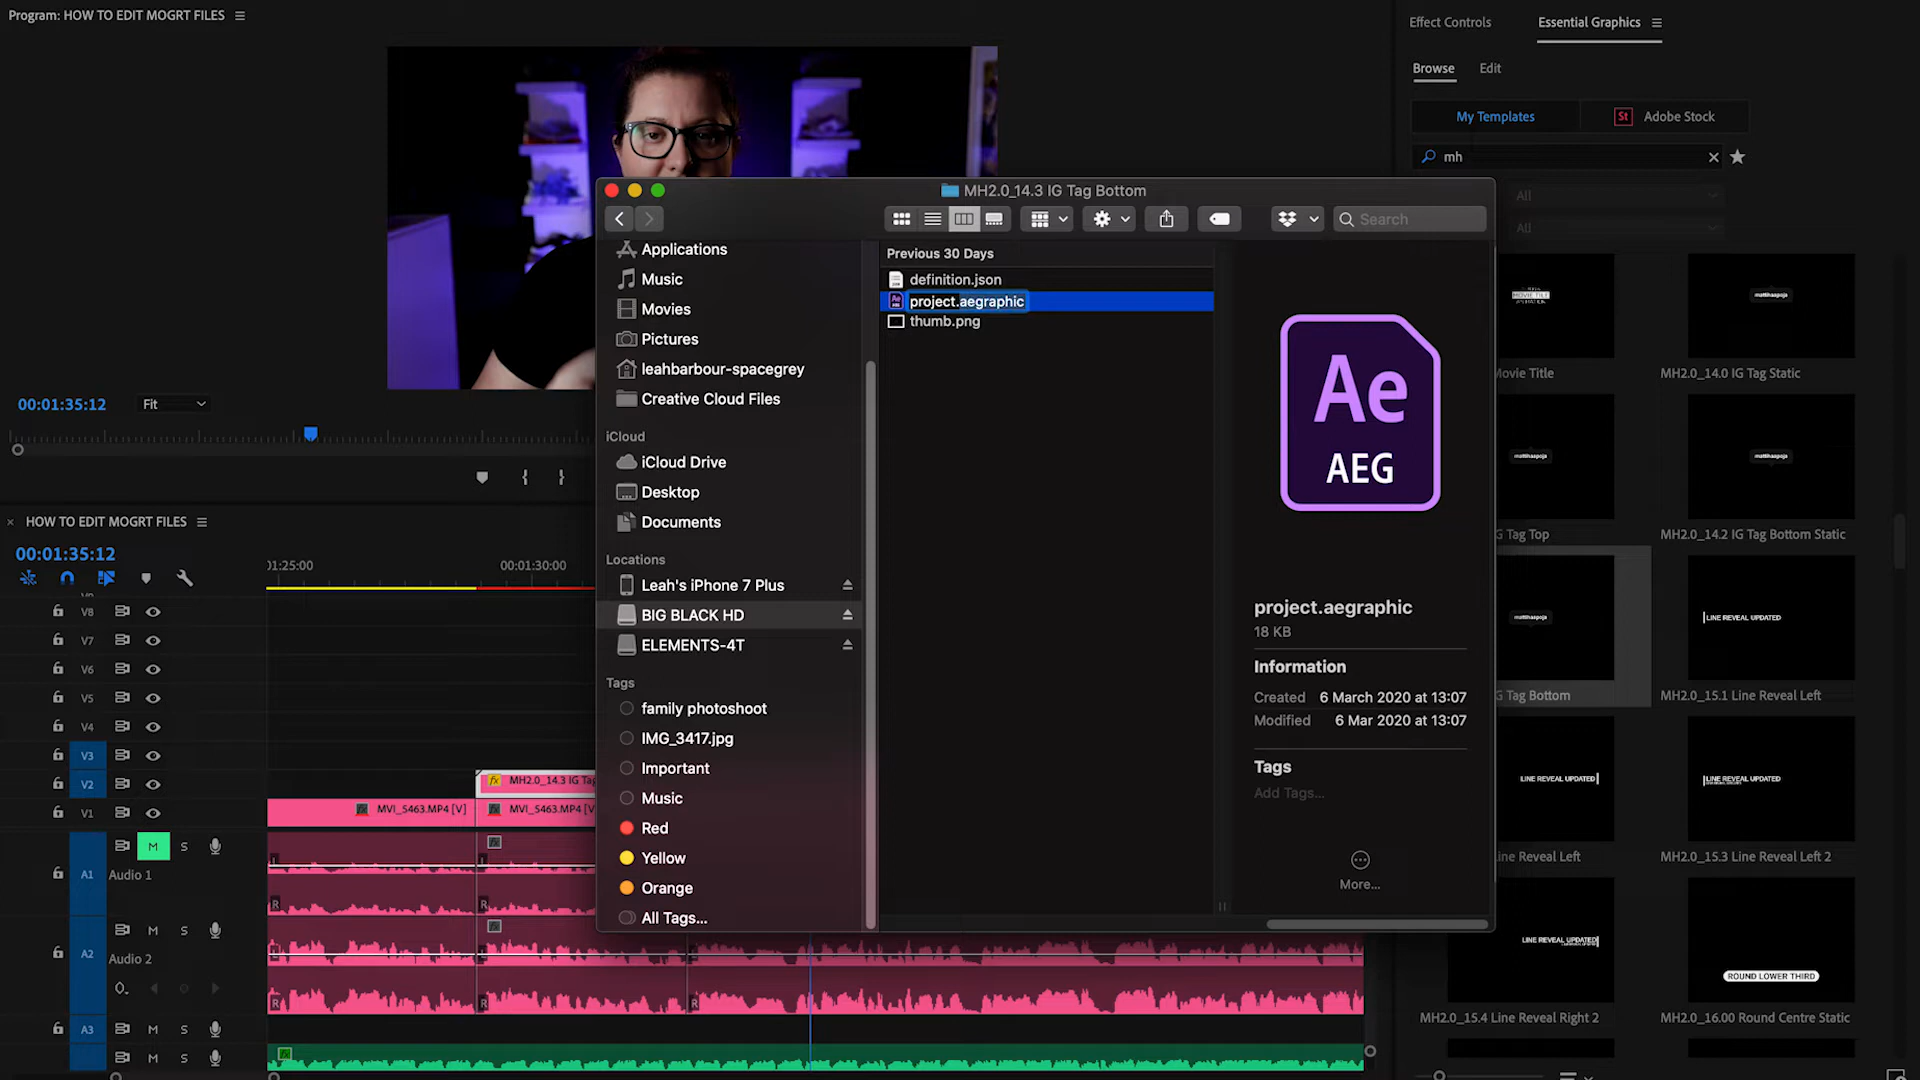 Program: HOW TO EDIT MOGRT FILES
Effect Controls
Essential Graphics
Browse
Edit
My Templates
St Adobe Stock
mh
All
All
MH2.0_14.3 IG Tag Bottom
Search
Applications
Music
Movies
Pictures
leahbarbour-spacegrey
Creative Cloud Files
iCloud
iCloud Drive
Desktop
Documents
Locations
Leah's iPhone 7 Plus
BIG BLACK HD
ELEMENTS-4T
Tags
family photoshoot
IMG_3417.jpg
Important
Music
Red
Yellow
Orange
All Tags...
Previous 30 Days
definition.json
project.aegraphic
thumb.png
Ae
AEG
project.aegraphic
18 KB
Information
Created 6 March 2020 at 13:07
Modified 6 Mar 2020 at 13:07
Tags
Add Tags...
More...
00:01:35:12
Fit
HOW TO EDIT MOGRT FILES
00:01:35:12
00:01:30:00
V8
V7
V6
V5
V4
V3
V2
V1
MH2.0_14.3 IG Tag
MVI_5463.MP4 [V]
MVI_5463.MP4 [V
A1
M
S
Audio 1
A2
M
S
Audio 2
A3
M
S
M
S
L
R
L
R
L
R
L
R
L
R
ovie Title
MH2.0_14.0 IG Tag Static
mattihaapoja
G Tag Top
MH2.0_14.2 IG Tag Bottom Static
mattihaapoja
mattihaapoja
mattihaapoja
LINE REVEAL UPDATED
G Tag Bottom
MH2.0_15.1 Line Reveal Left
LINE REVEAL UPDATED
LINE REVEAL UPDATED
ine Reveal Left
MH2.0_15.3 Line Reveal Left 2
LINE REVEAL UPDATED
ROUND LOWER THIRD
MH2.0_15.4 Line Reveal Right 2
MH2.0_16.00 Round Centre Static